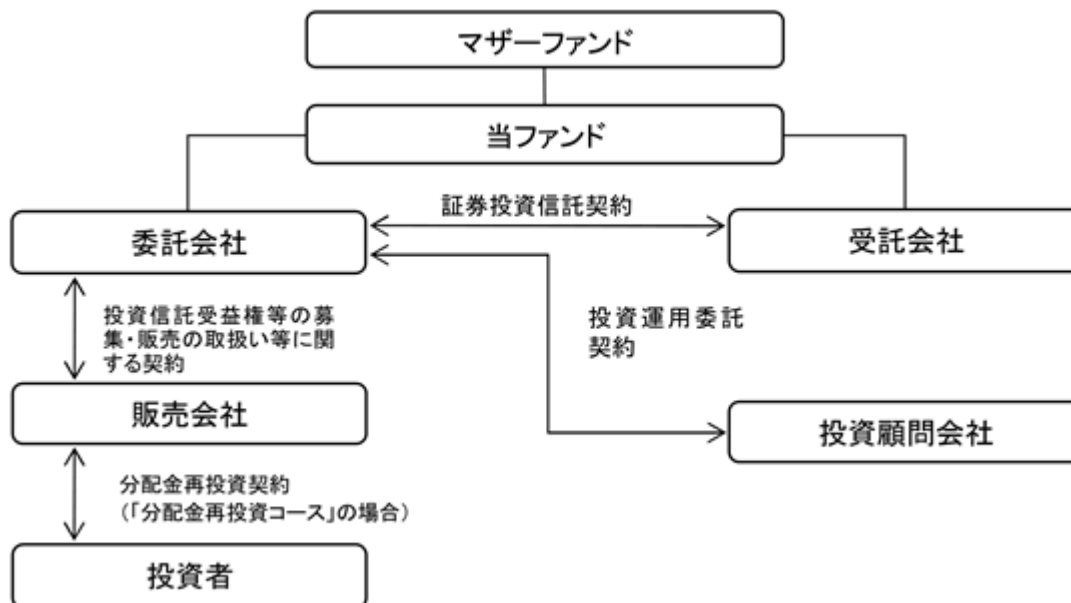 マザーファンド
当ファンド
証券投資信託契約
委託会社
受託会社
投資信託受益権等の募
集・販売の取扱い等に関
する契約
投資運用委託
契約
販売会社
投資顧問会社
分配金再投資契約
(「分配金再投資コース」の場合)
投資者